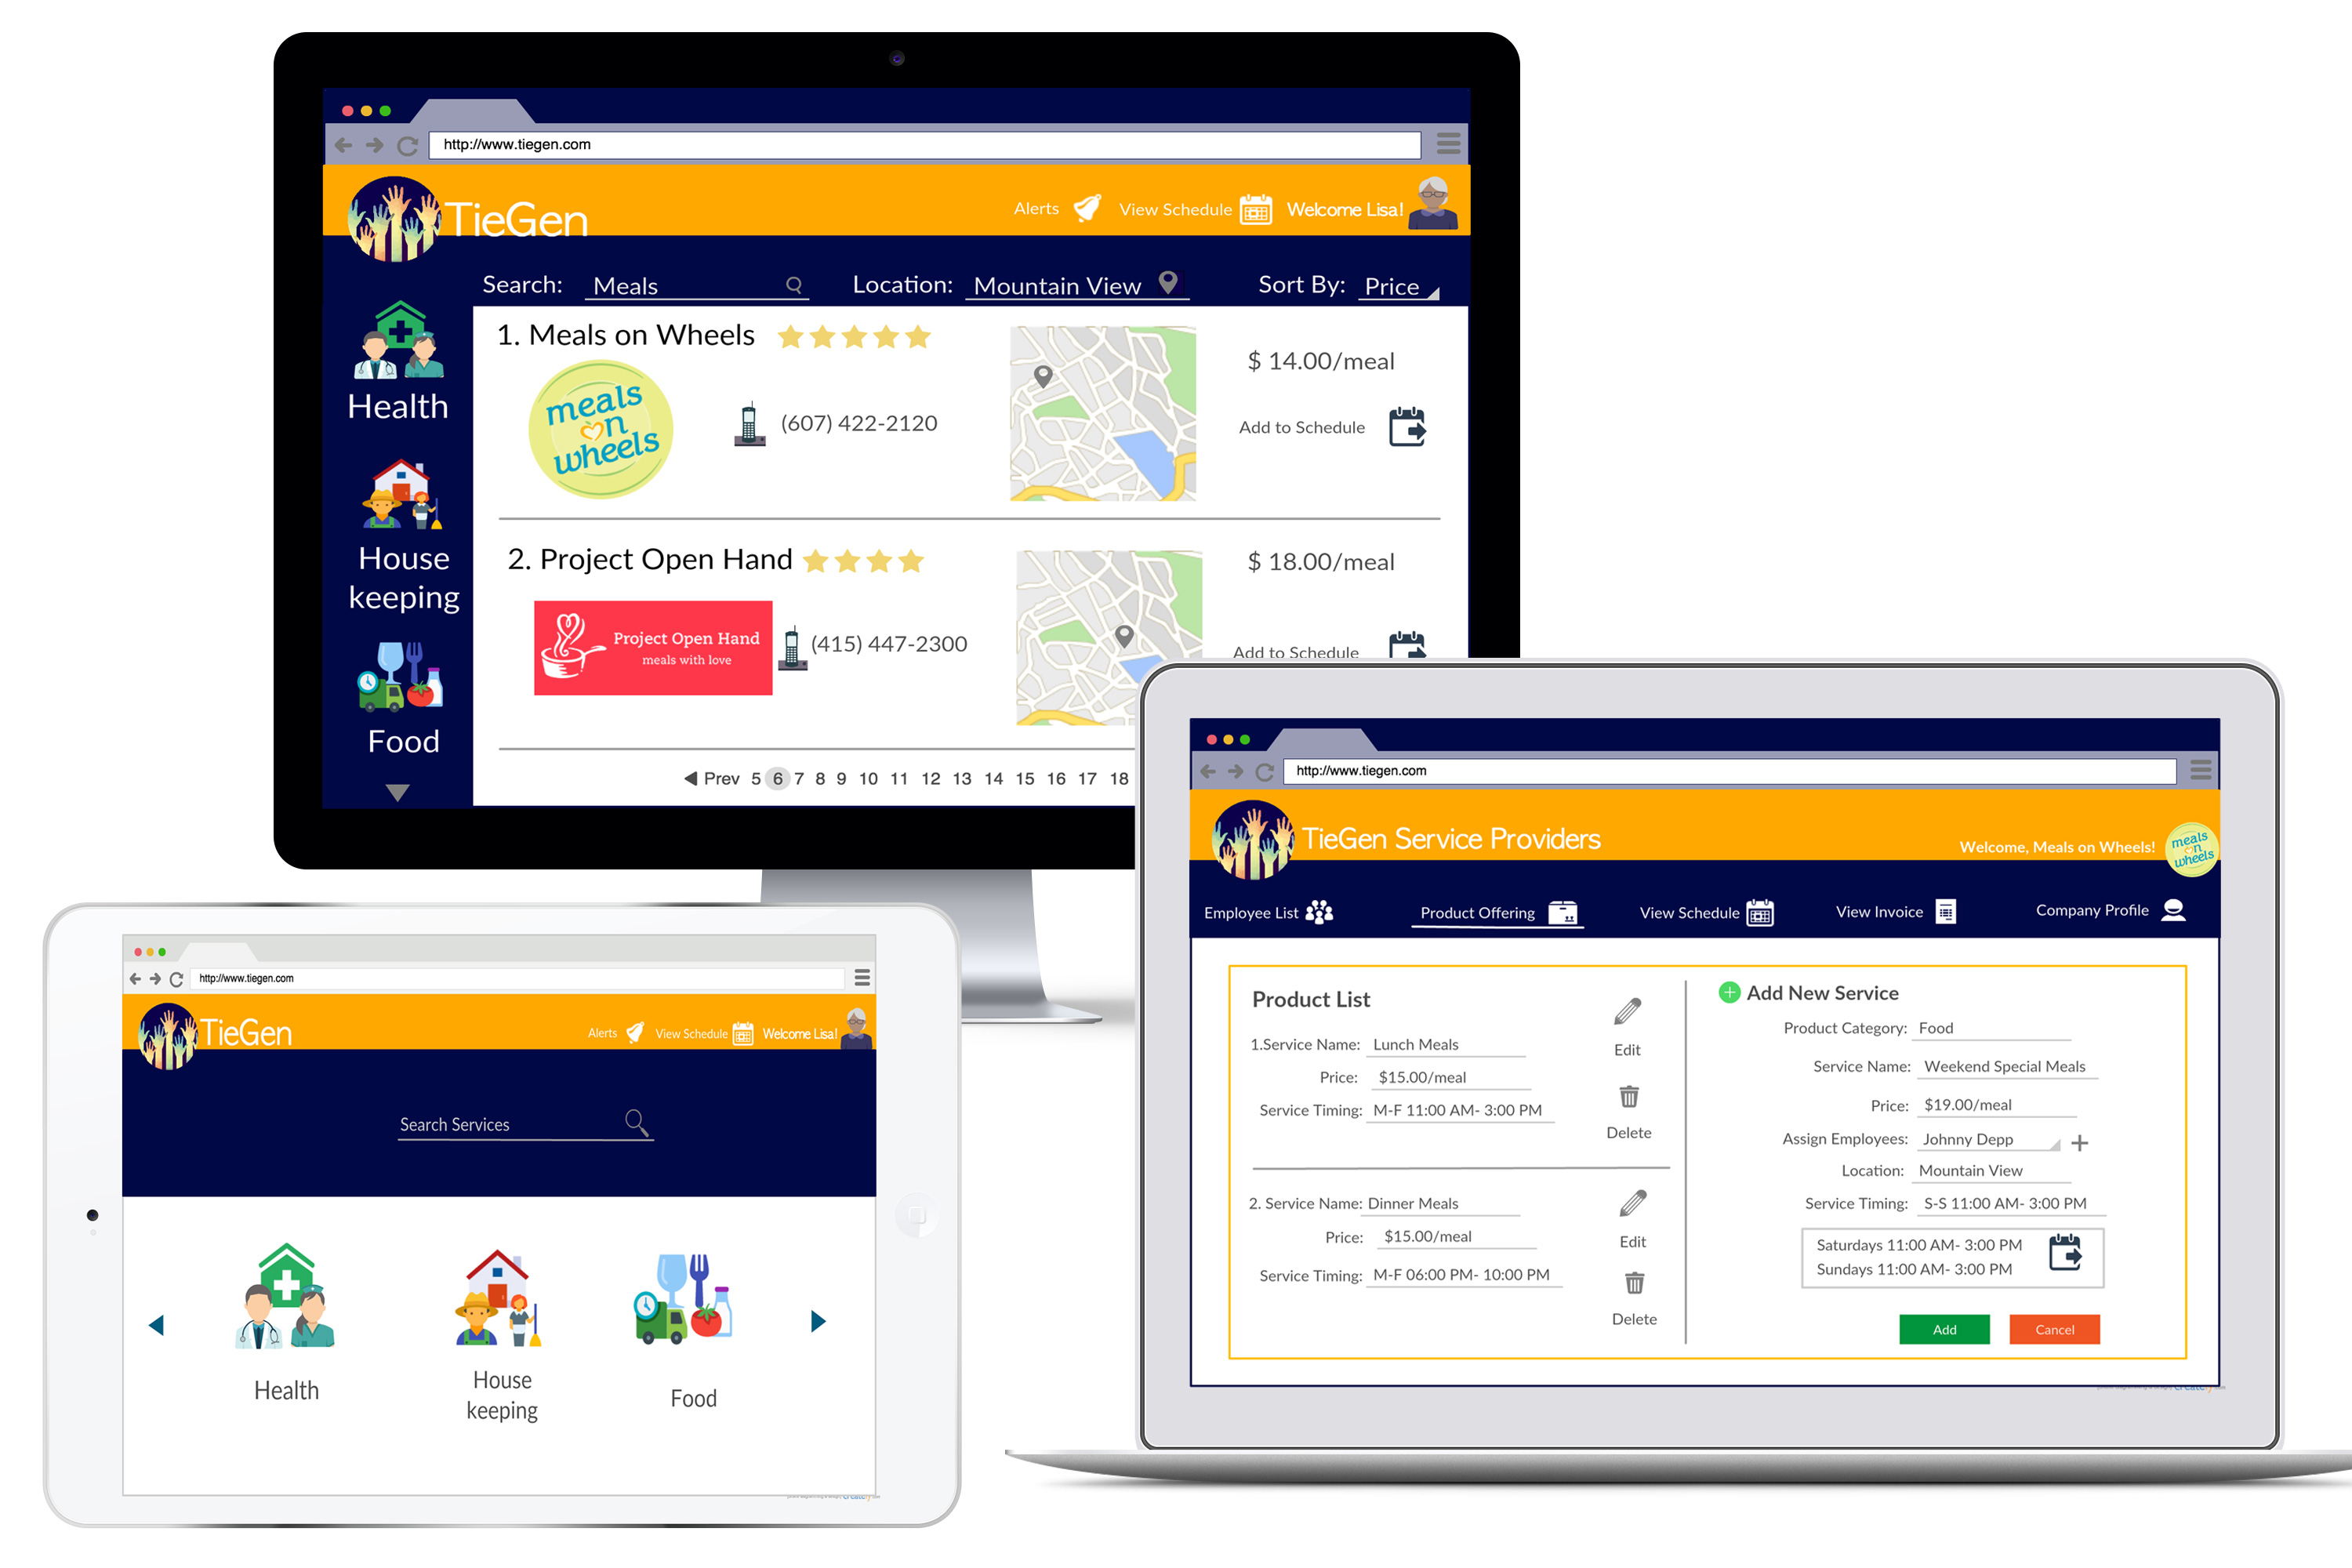 http://www.tiegen.com
TieGen
Alerts View Schedule Welcome Lisa!
Search: Meals Location: Mountain View Sort By: Price
Health
House
keeping
Food
1. Meals on Wheels
$ 14.00/meal
meals
on
wheels
(607) 422-2120
Add to Schedule
2. Project Open Hand
$ 18.00/meal
Project Open Hand
meals with love
(415) 447-2300
Add to Schedule
Prev 5 6 7 8 9 10 11 12 13 14 15 16 17 18
http://www.tiegen.com
TieGen Service Providers
Welcome, Meals on Wheels!
meals
on
wheels
Employee List Product Offering View Schedule View Invoice Company Profile
Product List
1.Service Name: Lunch Meals
Price: $15.00/meal
Service Timing: M-F 11:00 AM- 3:00 PM
Edit
Delete
2. Service Name: Dinner Meals
Price: $15.00/meal
Service Timing: M-F 06:00 PM- 10:00 PM
Edit
Delete
Add New Service
Product Category: Food
Service Name: Weekend Special Meals
Price: $19.00/meal
Assign Employees: Johnny Depp
Location: Mountain View
Service Timing: S-S 11:00 AM- 3:00 PM
Saturdays 11:00 AM- 3:00 PM
Sundays 11:00 AM- 3:00 PM
Add Cancel
http://www.tiegen.com
TieGen
Alerts View Schedule Welcome Lisa!
Search Services
Health
House
keeping
Food